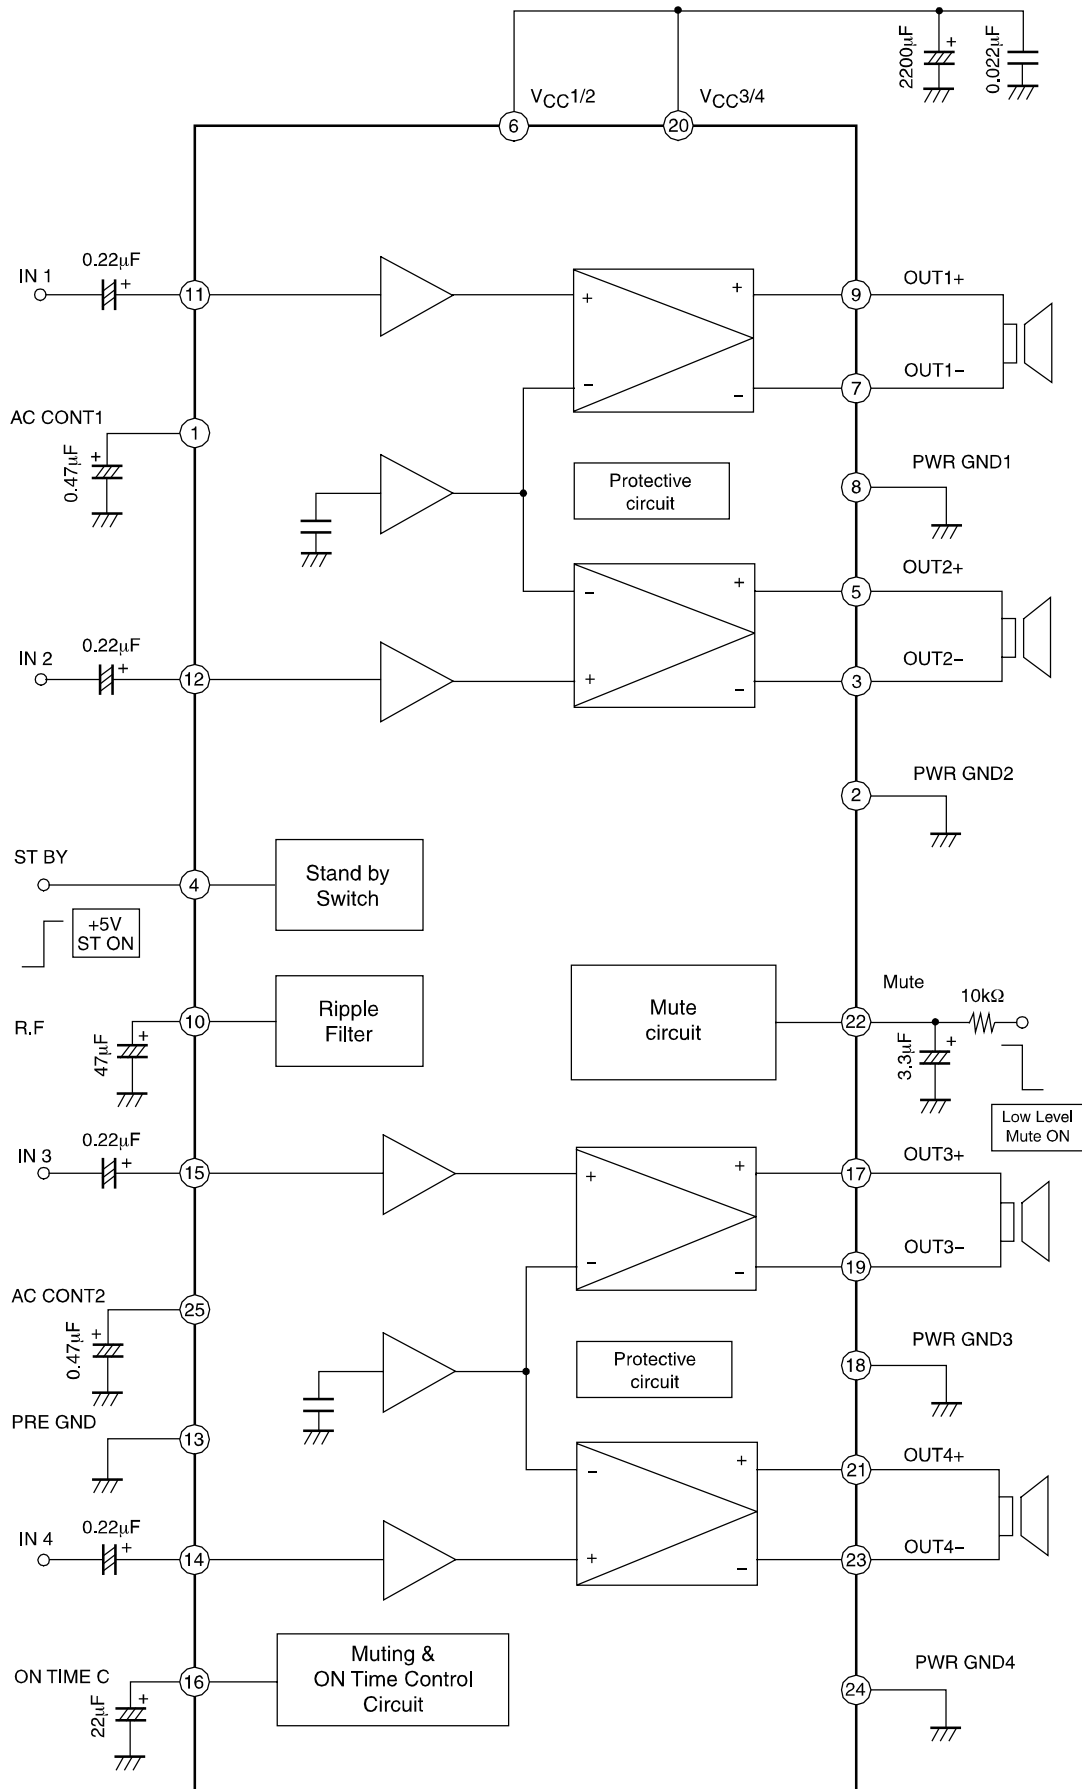 2200µF
+
0.022µF
VCC1/2
VCC3/4
6
20
IN 1
0.22µF
+
11
+
+
9
OUT1+
−
−
7
OUT1−
AC CONT1
1
+
0.47µF
Protective
circuit
8
PWR GND1
−
+
5
OUT2+
IN 2
0.22µF
+
12
+
−
3
OUT2−
2
PWR GND2
ST BY
4
Stand by
Switch
+5V
ST ON
R.F
10
Ripple
Filter
+
47µF
Mute
circuit
22
Mute
10kΩ
+
3.3µF
Low Level
Mute ON
IN 3
0.22µF
+
15
+
+
17
OUT3+
−
−
19
OUT3−
AC CONT2
25
+
0.47µF
Protective
circuit
18
PWR GND3
PRE GND
13
−
+
21
OUT4+
IN 4
0.22µF
+
14
+
−
23
OUT4−
ON TIME C
16
Muting &
ON Time Control
Circuit
+
22µF
24
PWR GND4